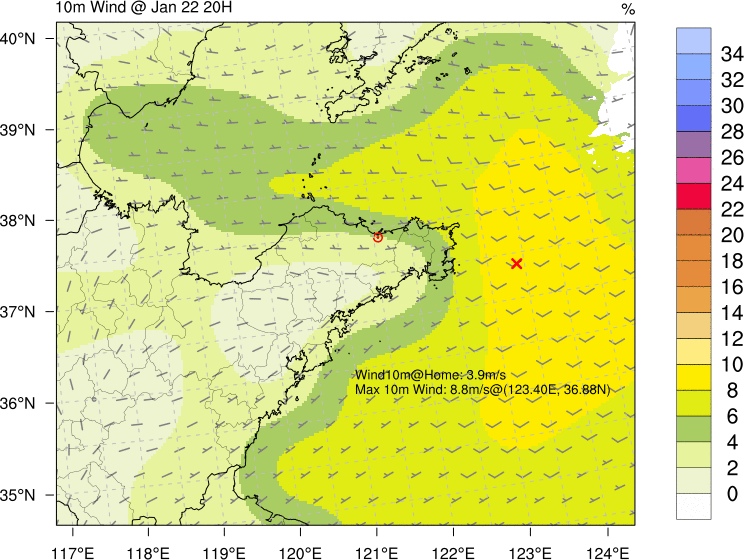 10m Wind @ Jan 22 20H
%
40°N
39°N
38°N
37°N
36°N
35°N
Wind10m@Home: 3.9m/s
Max 10m Wind: 8.8m/s@(123.40E, 36.88N)
117°E
118°E
119°E
120°E
121°E
122°E
123°E
124°E
34
32
30
28
26
24
22
20
18
16
14
12
10
8
6
4
2
0